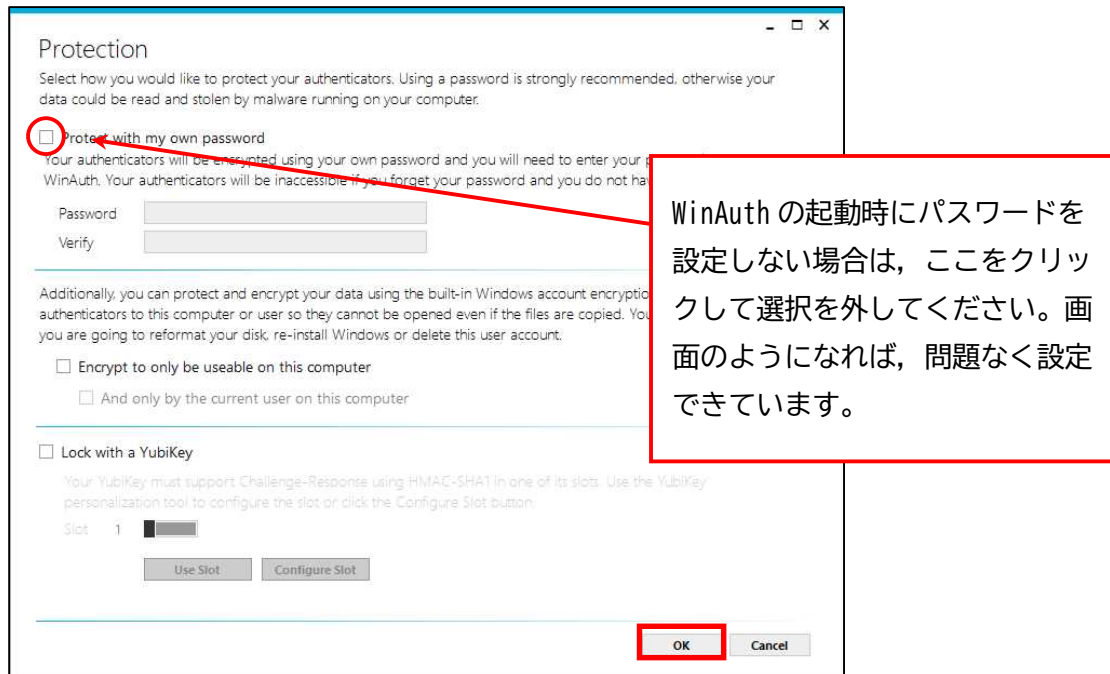 Protection
Select how you would like to protect your authenticators. Using a password is strongly recommended, otherwise your
data could be read and stolen by malware running on your computer.
Protect with my own password
Your authenticators will be encrypted using your own password and you will need to enter your
WinAuth. Your authenticators will be inaccessible if you forget your password and you do not
Password
Verify
WinAuthの起動時にパスワードを
設定しない場合は，ここをクリッ
クして選択を外してください。画
面のようになれば，問題なく設定
できています。
Additionally, you can protect and encrypt your data using the built-in Windows account
authenticators to this computer or user so they cannot be opened even if the files are copied.
you are going to reformat your disk, re-install Windows or delete this user account.
Encrypt to only be useable on this computer
And only by the current user on this computer
Lock with a YubiKey
Your YubiKey must support Challenge-Response using HMAC-SHA1 in one of its slots. Use the YubiKey
personalization tool to configure the slot or click the Configure Slot button.
Slot 1
Use Slot Configure Slot
OK Cancel